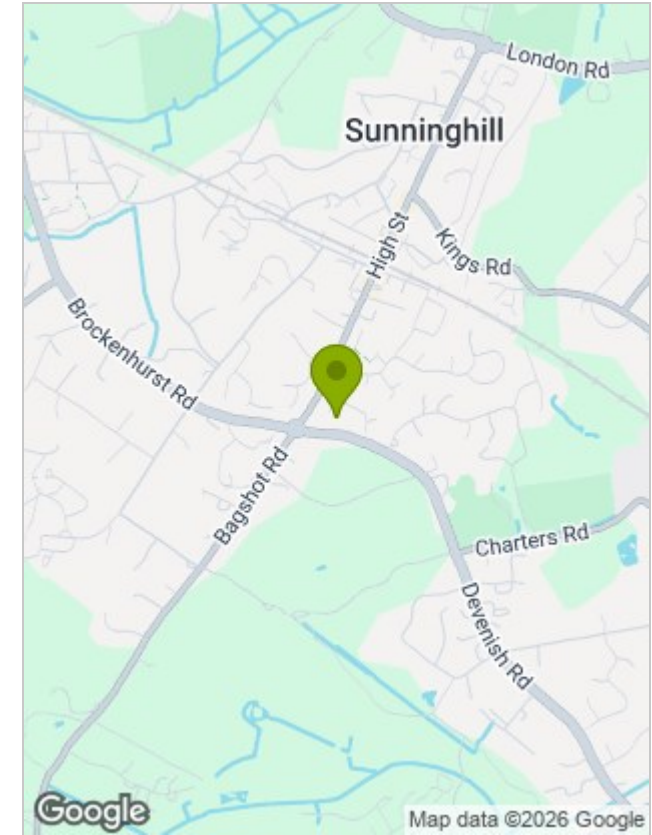 London Rd
Sunninghill
High St
Kings Rd
Brockenhurst Rd
Bagshot Rd
Charters Rd
Devenish Rd
Google
Map data ©2026 Google